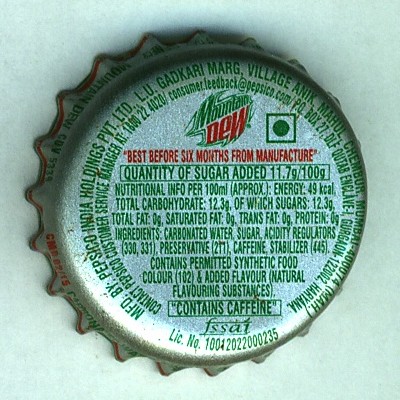 MFD. BY: PEPSICO INDIA HOLDINGS PVT. LTD., L.U. GADKARI MARG, VILLAGE ANIK,
CONTACT PEPSICO CUSTOMER SERVICE MANAGER AT 1800 22 4020/ consumer.feedback@pepsico.com
Mountain
DEW
"BEST BEFORE SIX MONTHS FROM MANUFACTURE"
QUANTITY OF SUGAR ADDED 11.7g/100g
NUTRITIONAL INFO PER 100ml (APPROX.): ENERGY: 49 kcal,
TOTAL CARBOHYDRATE: 12.3g, OF WHICH SUGARS: 12.3g,
TOTAL FAT: 0g, SATURATED FAT: 0g, TRANS FAT: 0g, PROTEIN: 0g
INGREDIENTS: CARBONATED WATER, SUGAR, ACIDITY REGULATORS
(330, 331), PRESERVATIVE (211), CAFFEINE, STABILIZER (445).
CONTAINS PERMITTED SYNTHETIC FOOD
COLOUR (102) & ADDED FLAVOUR (NATURAL
FLAVOURING SUBSTANCES).
"CONTAINS CAFFEINE"
fssai
Lic. No. 10012022000235